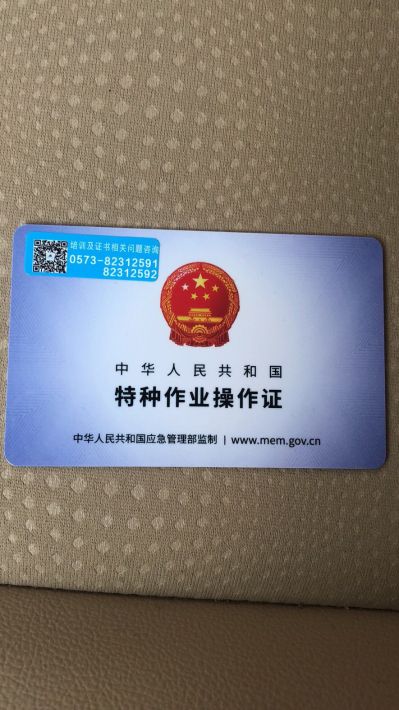 培训及证书相关问题咨询
0573-82312591
82312592
中华人民共和国
特种作业操作证
中华人民共和国应急管理部监制 | www.mem.gov.cn